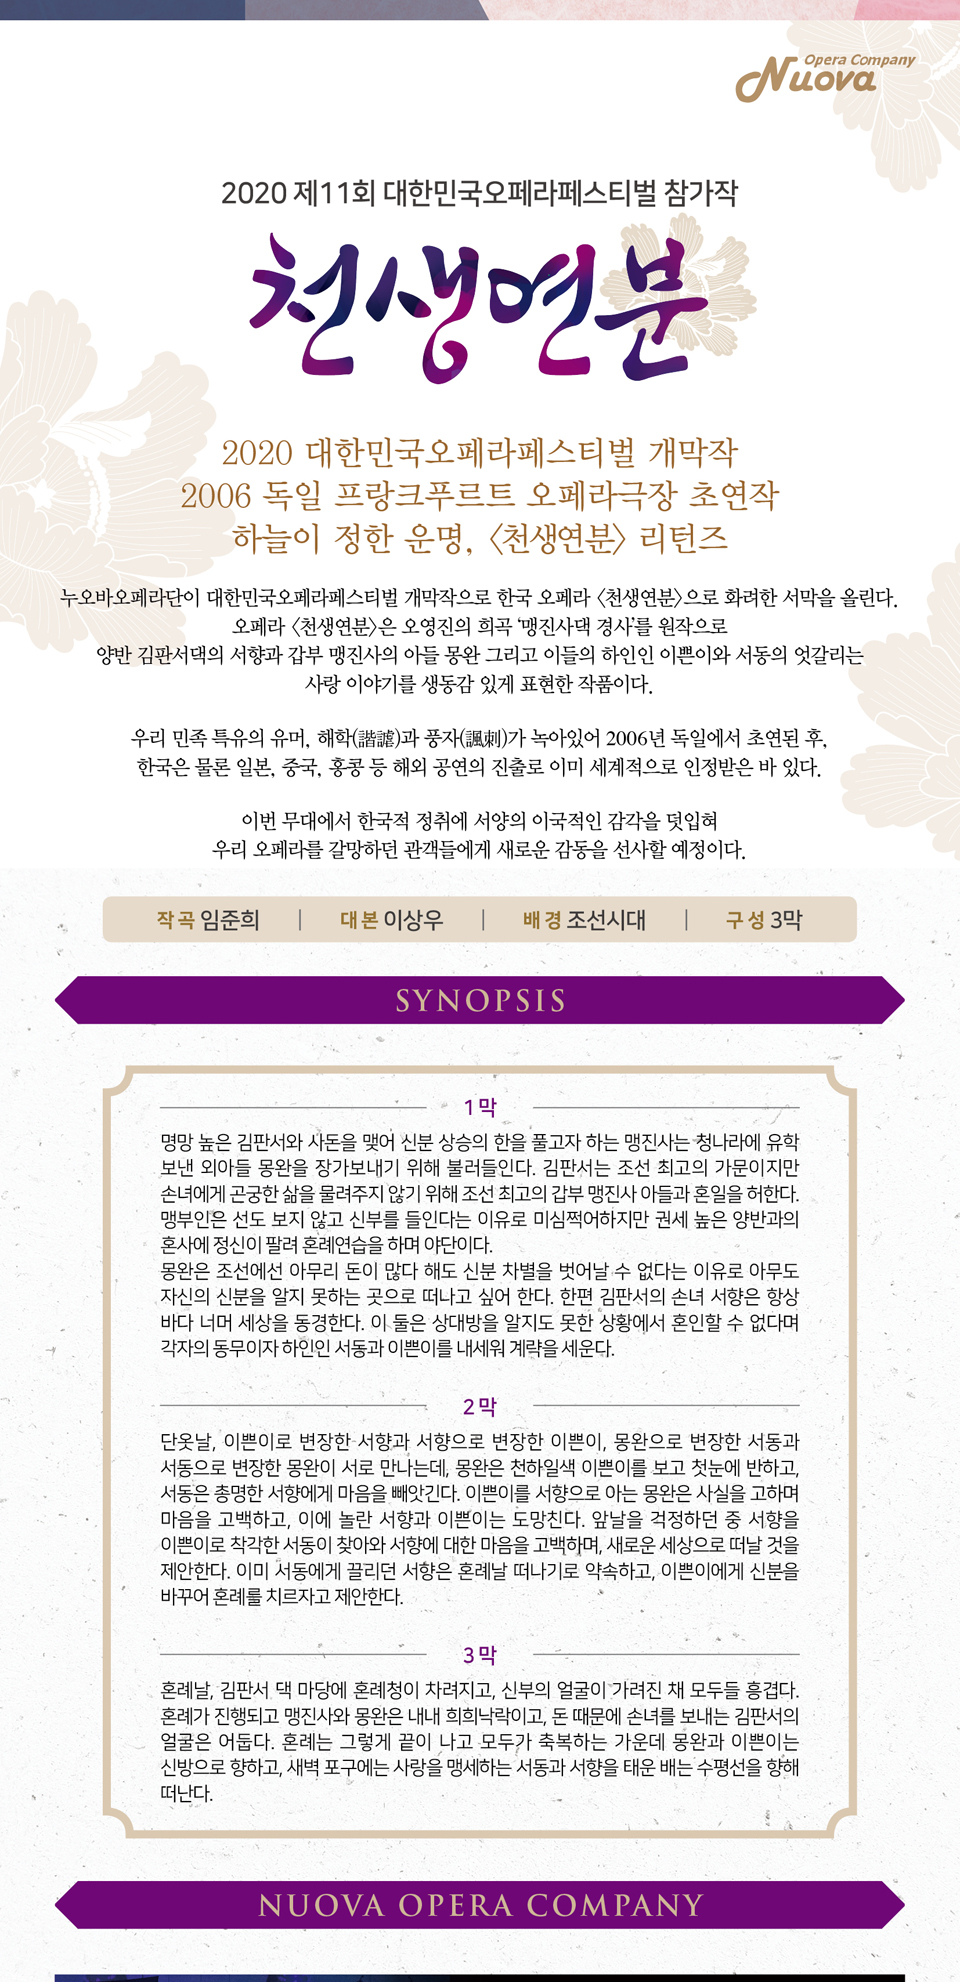 Opera Company
Nuova
2020 제11회 대한민국오페라페스티벌 참가작
천생연분
2020 대한민국오페라페스티벌 개막작
2006 독일 프랑크푸르트 오페라극장 초연작
하늘이 정한 운명, 〈천생연분〉 리턴즈
누오바오페라단이 대한민국오페라페스티벌 개막작으로 한국 오페라 〈천생연분〉으로 화려한 서막을 올린다.
오페라 〈천생연분〉은 오영진의 희곡 ‘맹진사댁 경사’를 원작으로
양반 김판서댁의 서향과 갑부 맹진사의 아들 몽완 그리고 이들의 하인인 이쁜이와 서동의 엇갈리는
사랑 이야기를 생동감 있게 표현한 작품이다.
우리 민족 특유의 유머, 해학(諧謔)과 풍자(諷刺)가 녹아있어 2006년 독일에서 초연된 후,
한국은 물론 일본, 중국, 홍콩 등 해외 공연의 진출로 이미 세계적으로 인정받은 바 있다.
이번 무대에서 한국적 정취에 서양의 이국적인 감각을 덧입혀
우리 오페라를 갈망하던 관객들에게 새로운 감동을 선사할 예정이다.
작곡 임준희 | 대본 이상우 | 배경 조선시대 | 구성 3막
SYNOPSIS
1막
명망 높은 김판서와 사돈을 맺어 신분 상승의 한을 풀고자 하는 맹진사는 청나라에 유학
보낸 외아들 몽완을 장가보내기 위해 불러들인다. 김판서는 조선 최고의 가문이지만
손녀에게 곤궁한 삶을 물려주지 않기 위해 조선 최고의 갑부 맹진사 아들과 혼일을 허한다.
맹부인은 선도 보지 않고 신부를 들인다는 이유로 미심쩍어하지만 권세 높은 양반과의
혼사에 정신이 팔려 혼례연습을 하며 야단이다.
몽완은 조선에선 아무리 돈이 많다 해도 신분 차별을 벗어날 수 없다는 이유로 아무도
자신의 신분을 알지 못하는 곳으로 떠나고 싶어 한다. 한편 김판서의 손녀 서향은 항상
바다 너머 세상을 동경한다. 이 둘은 상대방을 알지도 못한 상황에서 혼인할 수 없다며
각자의 동무이자 하인인 서동과 이쁜이를 내세워 계략을 세운다.
2막
단옷날, 이쁜이로 변장한 서향과 서향으로 변장한 이쁜이, 몽완으로 변장한 서동과
서동으로 변장한 몽완이 서로 만나는데, 몽완은 천하일색 이쁜이를 보고 첫눈에 반하고,
서동은 총명한 서향에게 마음을 빼앗긴다. 이쁜이를 서향으로 아는 몽완은 사실을 고하며
마음을 고백하고, 이에 놀란 서향과 이쁜이는 도망친다. 앞날을 걱정하던 중 서향을
이쁜이로 착각한 서동이 찾아와 서향에 대한 마음을 고백하며, 새로운 세상으로 떠날 것을
제안한다. 이미 서동에게 끌리던 서향은 혼례날 떠나기로 약속하고, 이쁜이에게 신분을
바꾸어 혼례를 치르자고 제안한다.
3막
혼례날, 김판서 댁 마당에 혼례청이 차려지고, 신부의 얼굴이 가려진 채 모두들 흥겹다.
혼례가 진행되고 맹진사와 몽완은 내내 희희낙락이고, 돈 때문에 손녀를 보내는 김판서의
얼굴은 어둡다. 혼례는 그렇게 끝이 나고 모두가 축복하는 가운데 몽완과 이쁜이는
신방으로 향하고, 새벽 포구에는 사랑을 맹세하는 서동과 서향을 태운 배는 수평선을 향해
떠난다.
NUOVA OPERA COMPANY